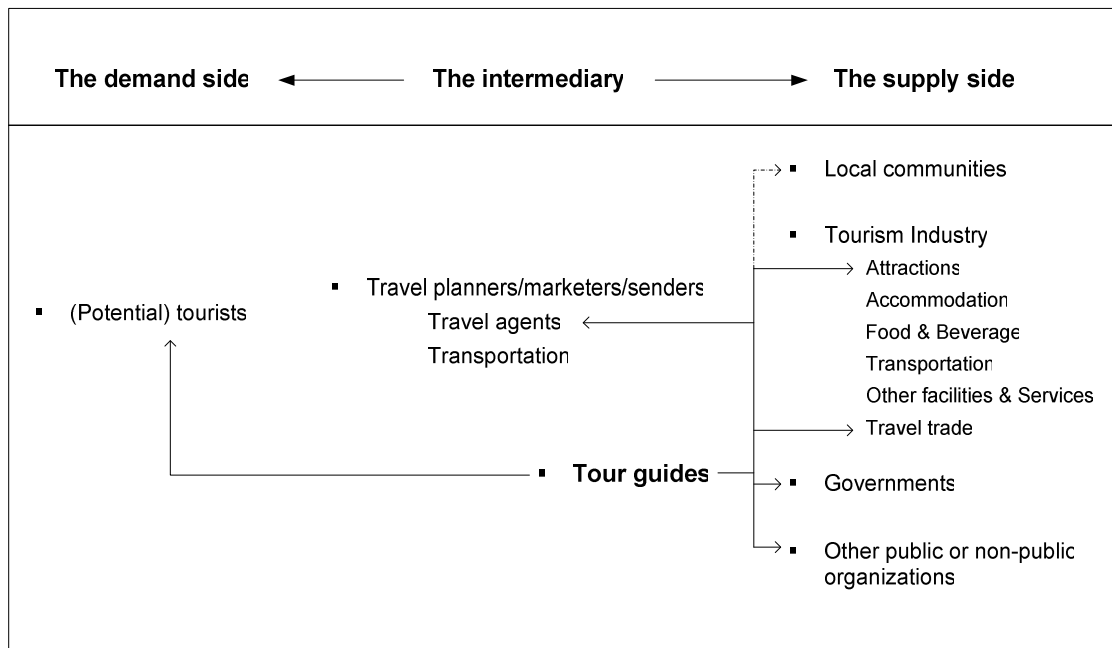 The demand side
The intermediary
The supply side
Local communities
Tourism Industry
Attractions
Accommodation
Food & Beverage
Transportation
Other facilities & Services
Travel trade
Travel planners/marketers/senders
Travel agents
Transportation
(Potential) tourists
Tour guides
Governments
Other public or non-public
organizations